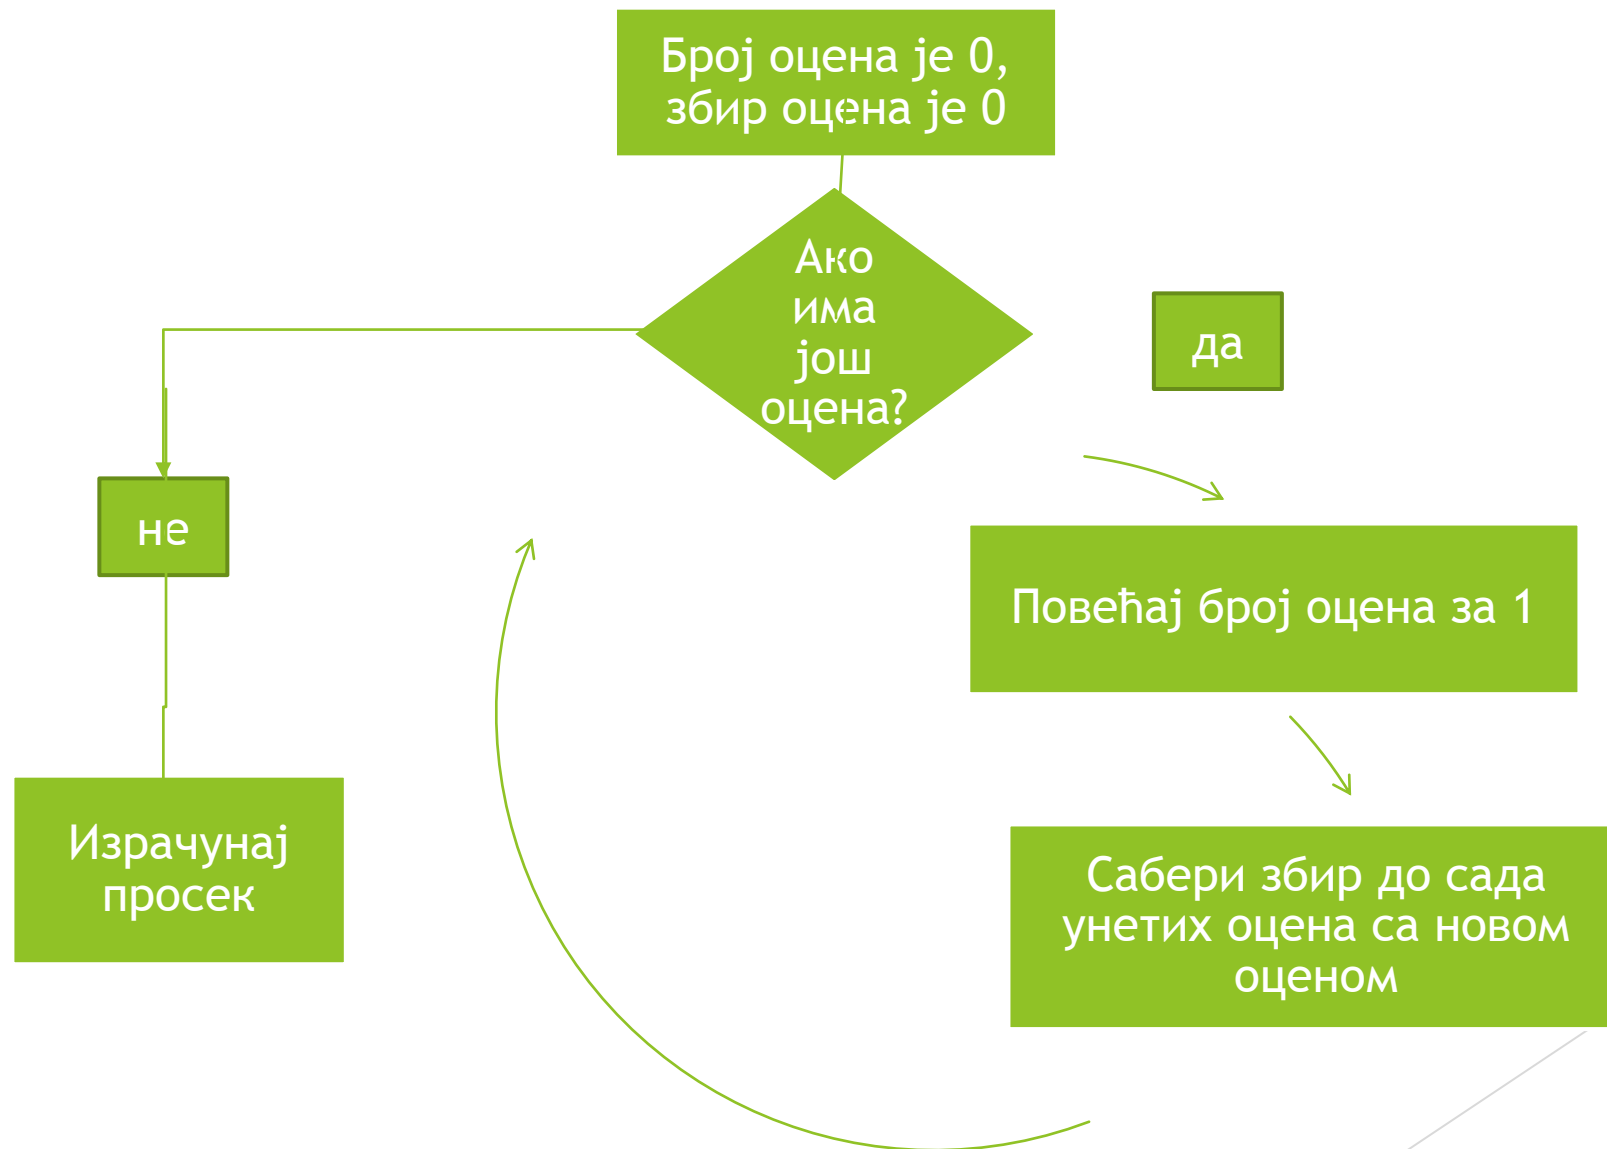 Број оцена је 0,
збир оцена је 0
Ако
има
још
оцена?
да
не
Повећај број оцена за 1
Израчунај
просек
Сабери збир до сада
унетих оцена са новом
оценом